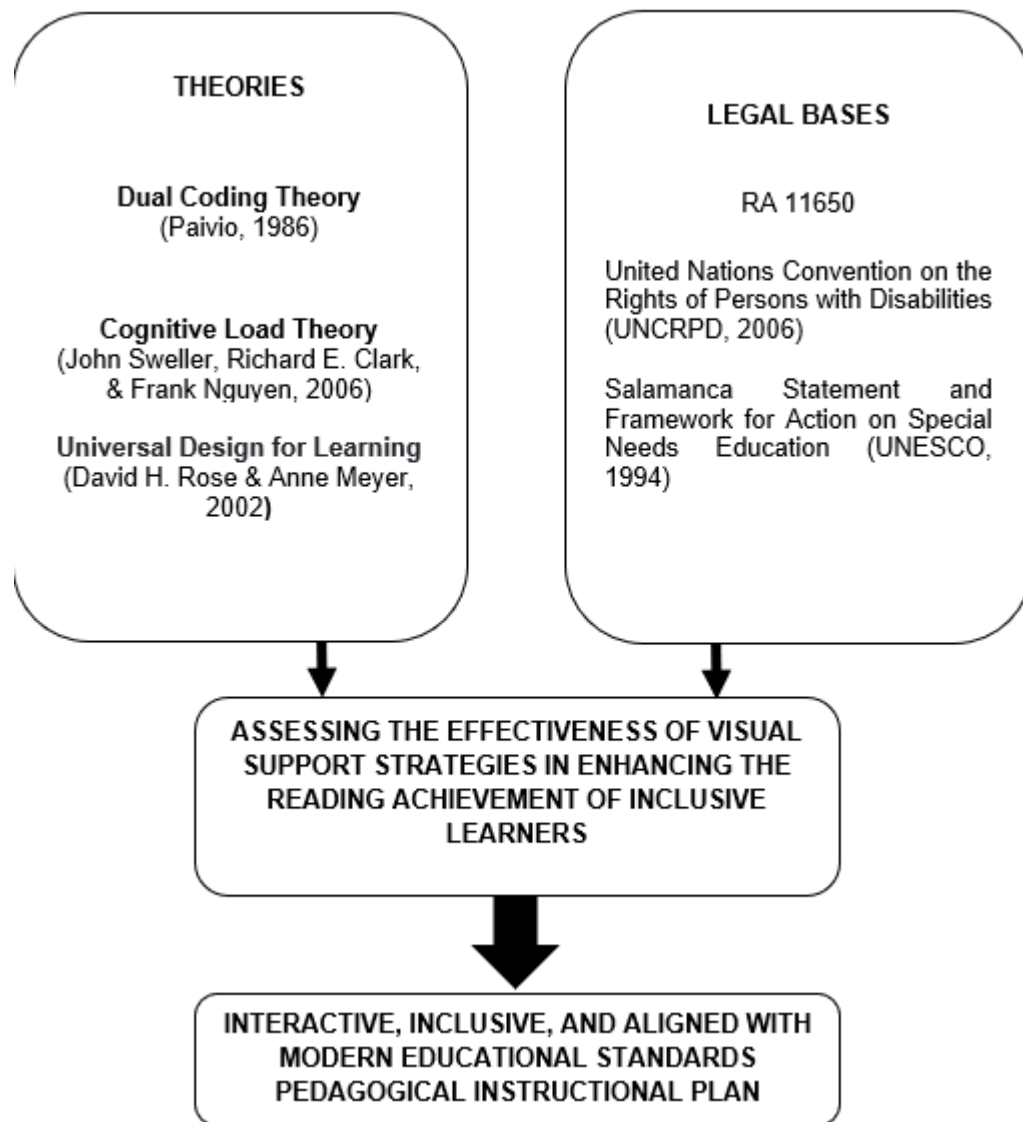 THEORIES
Dual Coding Theory
(Paivio, 1986)
Cognitive Load Theory
(John Sweller, Richard E. Clark,
& Frank Nguyen, 2006)
Universal Design for Learning
(David H. Rose & Anne Meyer,
2002)
LEGAL BASES
RA 11650
United Nations Convention on the
Rights of Persons with Disabilities
(UNCRPD, 2006)
Salamanca Statement and
Framework for Action on Special
Needs Education (UNESCO,
1994)
ASSESSING THE EFFECTIVENESS OF VISUAL
SUPPORT STRATEGIES IN ENHANCING THE
READING ACHIEVEMENT OF INCLUSIVE
LEARNERS
INTERACTIVE, INCLUSIVE, AND ALIGNED WITH
MODERN EDUCATIONAL STANDARDS
PEDAGOGICAL INSTRUCTIONAL PLAN